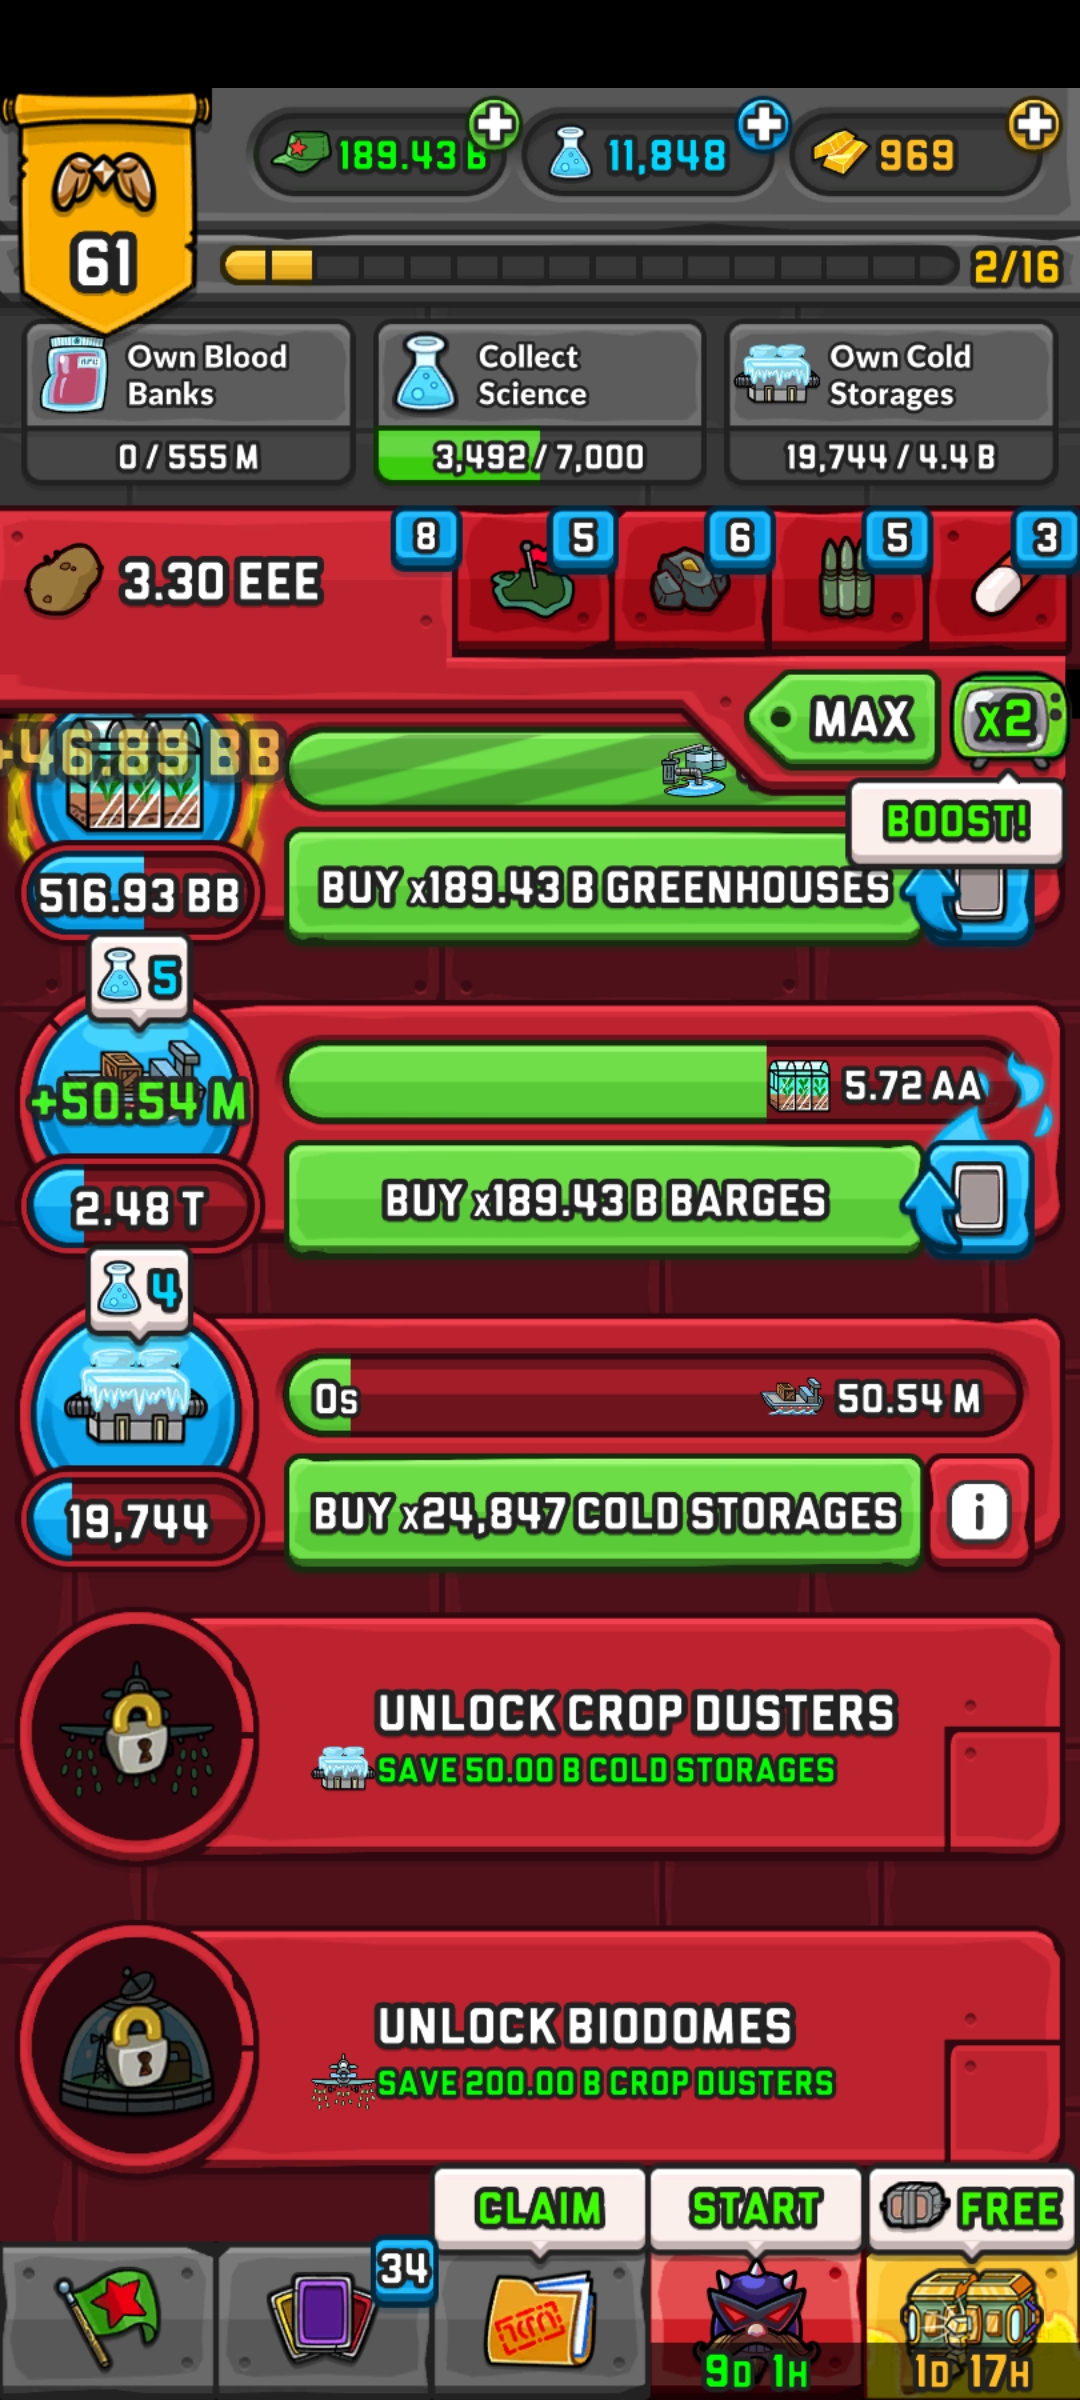 189.43 B
11,848
969
61
2/16
Own Blood
Banks
0 / 555 M
Collect
Science
3,492 / 7,000
Own Cold
Storages
19,744 / 4.4 B
3.30 EEE
8
5
6
5
3
MAX
x2
BOOST!
+46.89 BB
516.93 BB
BUY x189.43 B GREENHOUSES
5
+50.54 M
5.72 AA
2.48 T
BUY x189.43 B BARGES
4
0s
50.54 M
19,744
BUY x24,847 COLD STORAGES
i
UNLOCK CROP DUSTERS
SAVE 50.00 B COLD STORAGES
UNLOCK BIODOMES
SAVE 200.00 B CROP DUSTERS
CLAIM
START
FREE
34
9D 1H
1D 17H